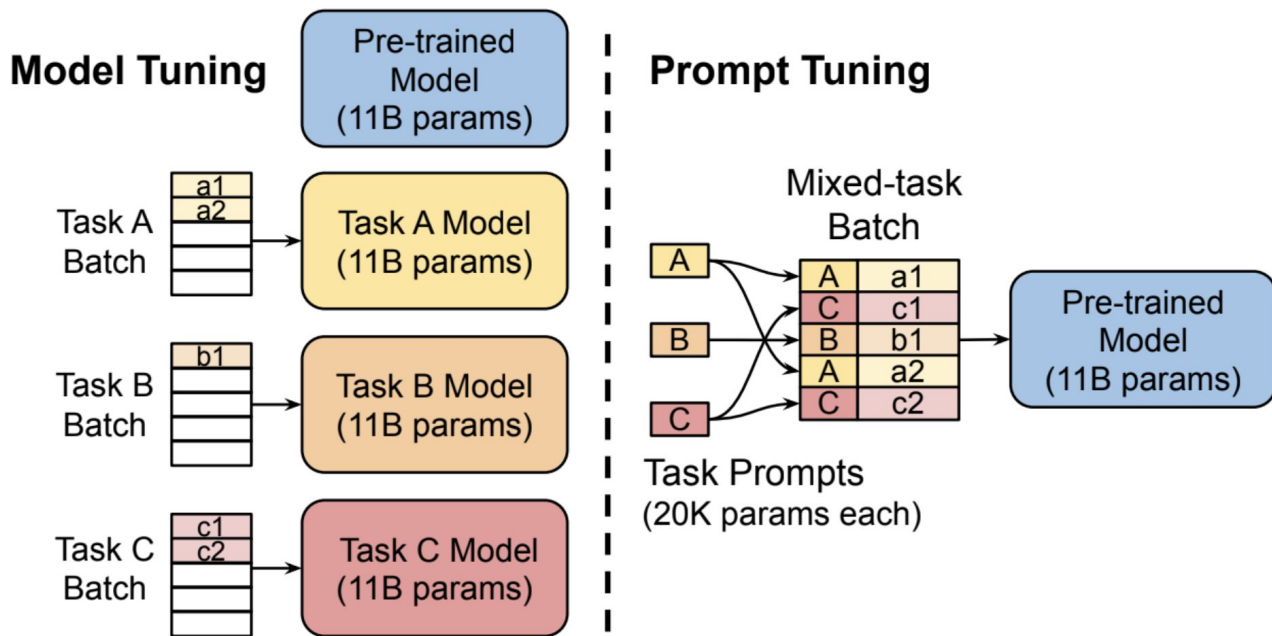 Model Tuning
Pre-trained
Model
(11B params)
a1
a2
Task A
Batch
Task A Model
(11B params)
b1
Task B
Batch
Task B Model
(11B params)
c1
c2
Task C
Batch
Task C Model
(11B params)
Prompt Tuning
Mixed-task
Batch
A
B
C
A a1
C c1
B b1
A a2
C c2
Task Prompts
(20K params each)
Pre-trained
Model
(11B params)